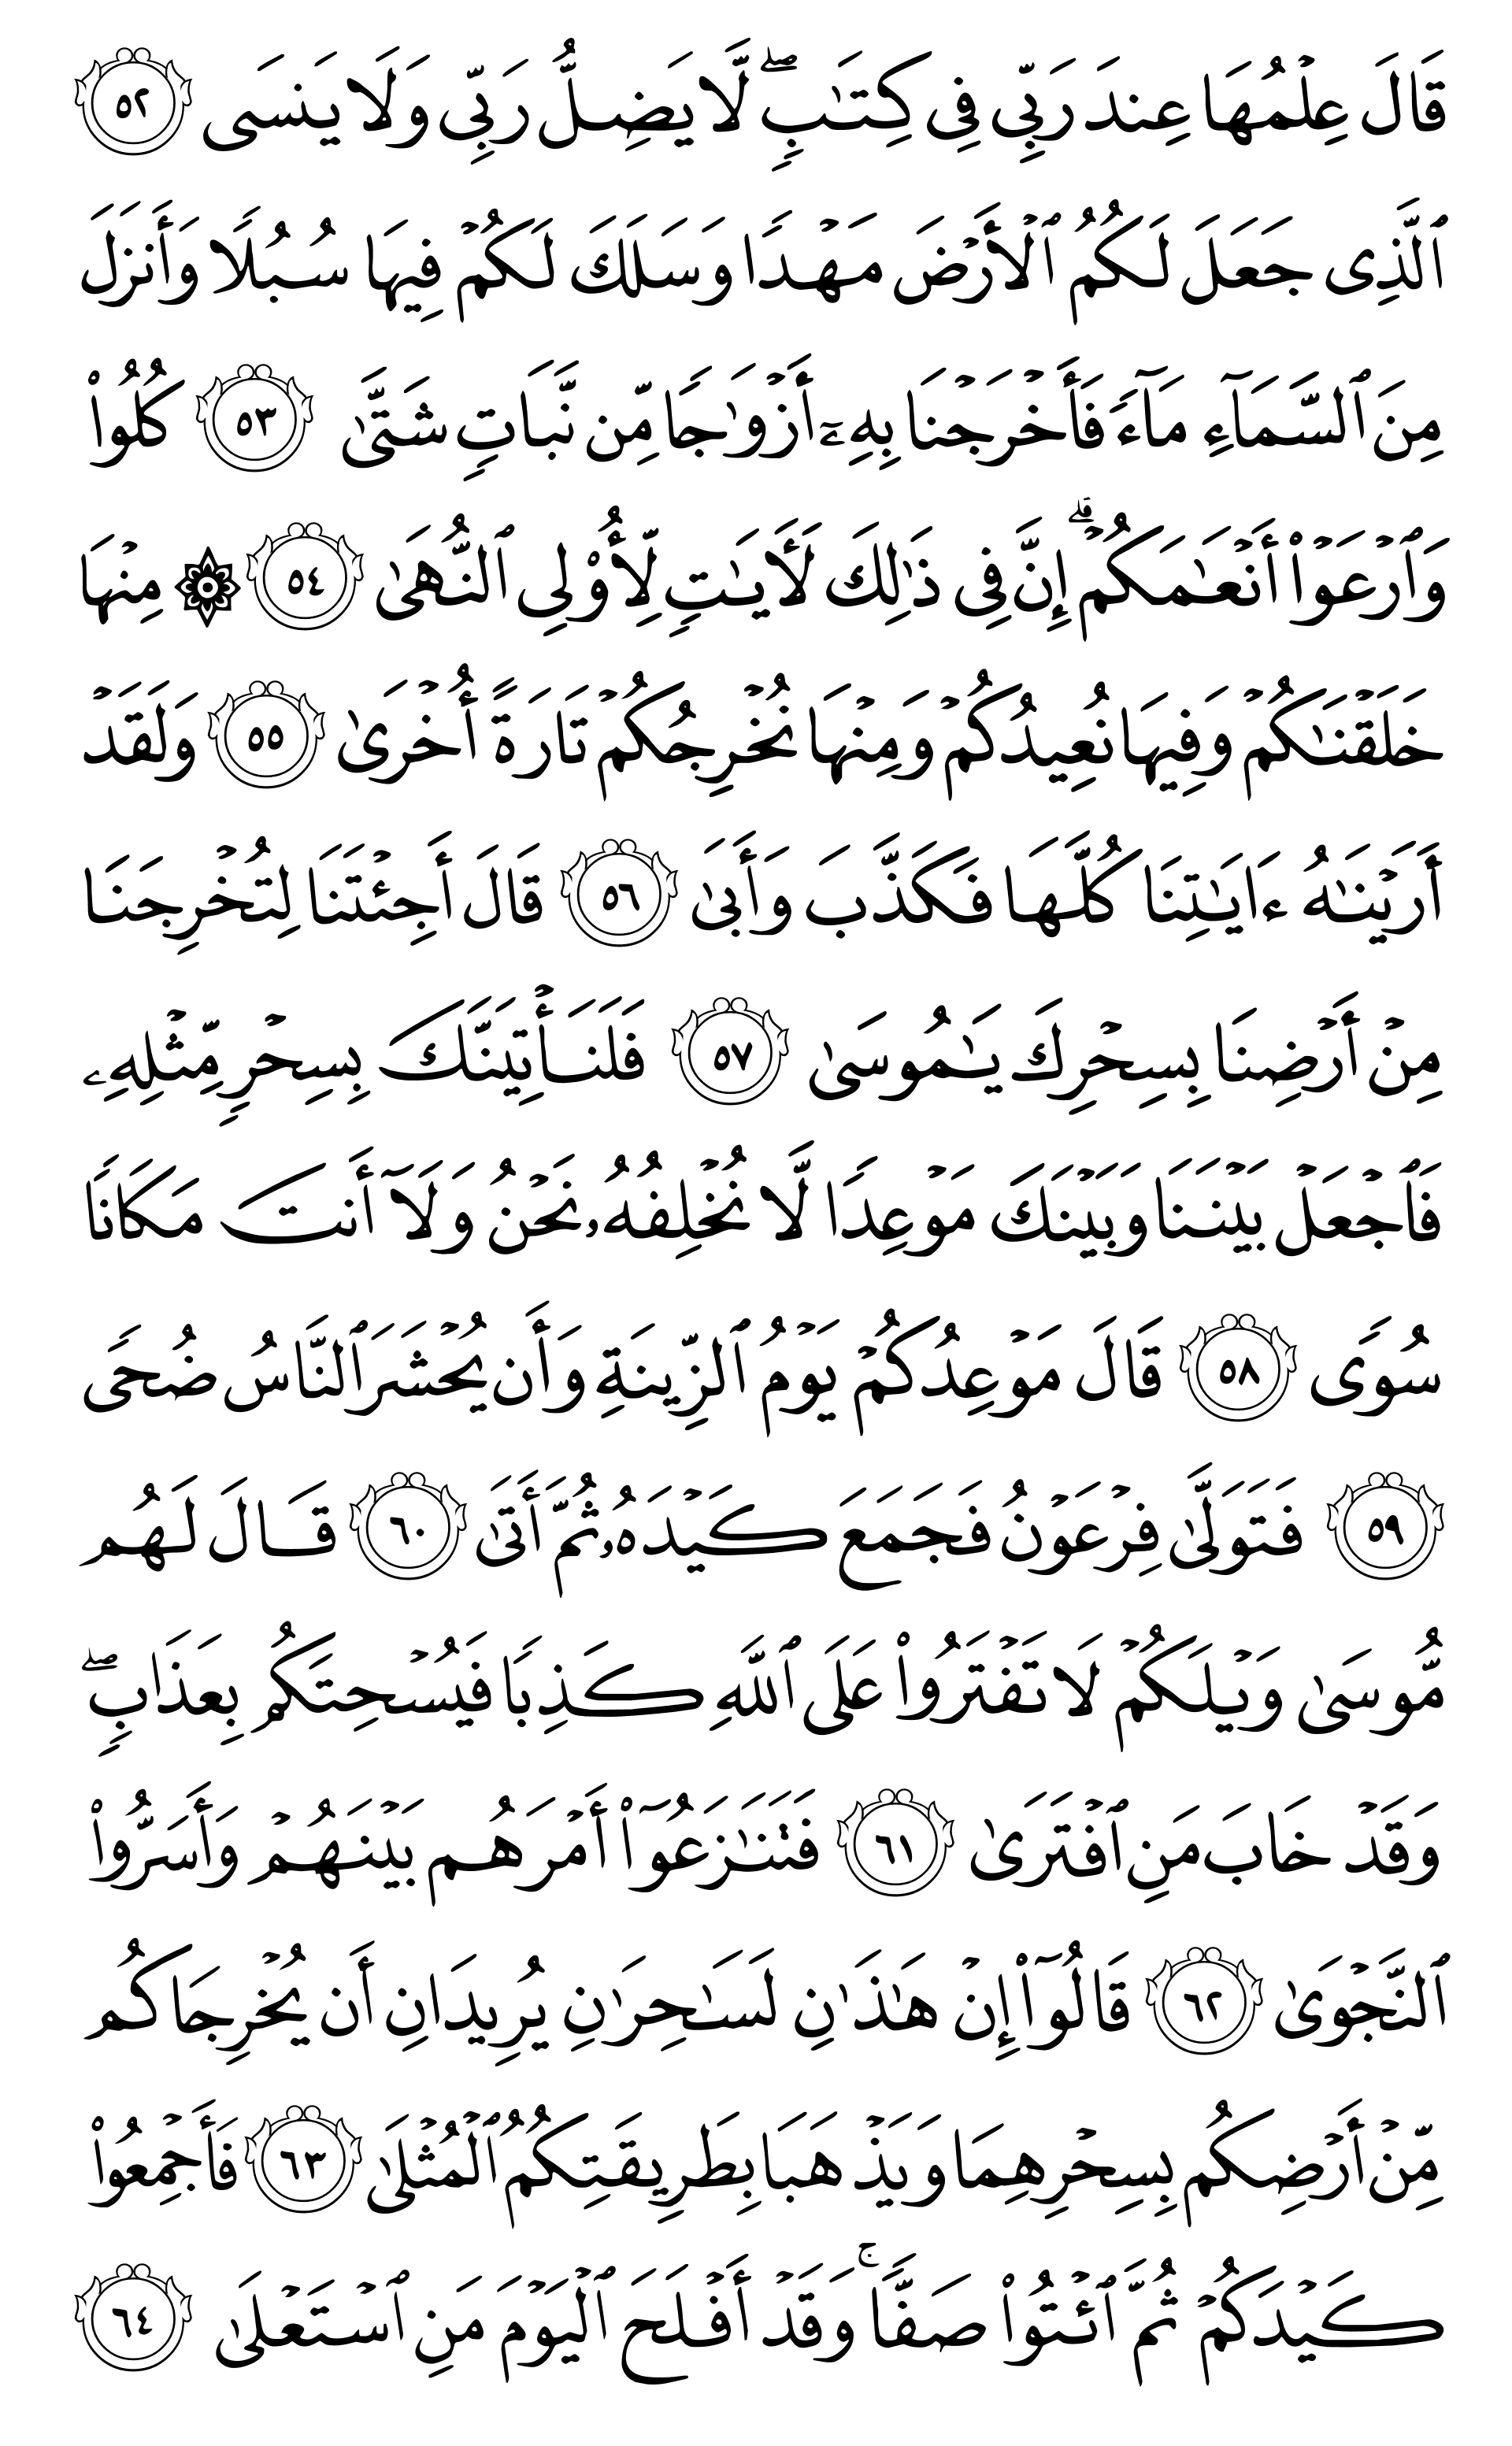 قَالَ عِلْمُهَا عِندَ رَبِّى فِى كِتَٰبٍۖ لَّا يَضِلُّ رَبِّى وَلَا يَنسَى ٥٢
ٱلَّذِى جَعَلَ لَكُمُ ٱلْأَرْضَ مَهْدًا وَسَلَكَ لَكُمْ فِيهَا سُبُلًا وَأَنزَلَ
مِنَ ٱلسَّمَآءِ مَآءً فَأَخْرَجْنَا بِهِۦٓ أَزْوَٰجًا مِّن نَّبَاتٍ شَتَّىٰ ٥٣ كُلُوا۟
وَٱرْعَوْا۟ أَنْعَٰمَكُمْۗ إِنَّ فِى ذَٰلِكَ لَأَيَٰتٍ لِّأُو۟لِى ٱلنُّهَىٰ ٥٤ ۞ مِنْهَا
خَلَقْنَٰكُمْ وَفِيهَا نُعِيدُكُمْ وَمِنْهَا نُخْرِجُكُمْ تَارَةً أُخْرَىٰ ٥٥ وَلَقَدْ
أَرَيْنَٰهُ ءَايَٰتِنَا كُلَّهَا فَكَذَّبَ وَأَبَىٰ ٥٦ قَالَ أَجِئْتَنَا لِتُخْرِجَنَا
مِنْ أَرْضِنَا بِسِحْرِكَ يَٰمُوسَىٰ ٥٧ فَلَنَأْتِيَنَّكَ بِسِحْرٍ مِّثْلِهِۦ
فَٱجْعَلْ بَيْنَنَا وَبَيْنَكَ مَوْعِدًا لَّا نُخْلِفُهُۥ نَحْنُ وَلَآ أَنتَ مَكَانًا
سُوًى ٥٨ قَالَ مَوْعِدُكُمْ يَوْمُ ٱلزِّينَةِ وَأَن يُحْشَرَ ٱلنَّاسُ ضُحًى
٥٩ فَتَوَلَّىٰ فِرْعَوْنُ فَجَمَعَ كَيْدَهُۥ ثُمَّ أَتَىٰ ٦٠ قَالَ لَهُم
مُّوسَىٰ وَيْلَكُمْ لَا تَفْتَرُوا۟ عَلَى ٱللَّهِ كَذِبًا فَيُسْحِتَكُم بِعَذَابٍۖ
وَقَدْ خَابَ مَنِ ٱفْتَرَىٰ ٦١ فَتَنَٰزَعُوٓا۟ أَمْرَهُم بَيْنَهُمْ وَأَسَرُّوا۟
ٱلنَّجْوَىٰ ٦٢ قَالُوٓا۟ إِنْ هَٰذَٰنِ لَسَٰحِرَٰنِ يُرِيدَانِ أَن يُخْرِجَاكُم
مِّنْ أَرْضِكُم بِسِحْرِهِمَا وَيَذْهَبَا بِطَرِيقَتِكُمُ ٱلْمُثْلَىٰ ٦٣ فَأَجْمِعُوا۟
كَيْدَكُمْ ثُمَّ ٱئْتُوا۟ صَفًّاۚ وَقَدْ أَفْلَحَ ٱلْيَوْمَ مَنِ ٱسْتَعْلَىٰ ٦٤